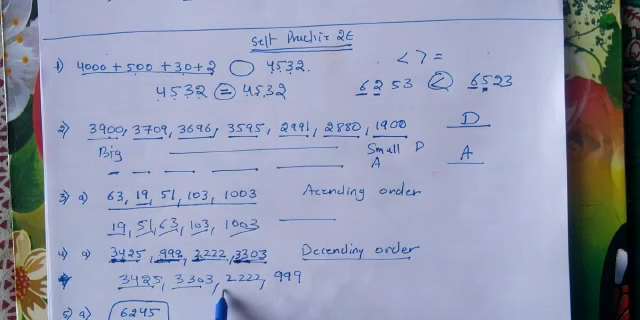 Self Practice 2E
1) 4000 + 500 + 30 + 2 ◯ 4532. < > =
4532 = 4532 6253 < 6523
2) 3900, 3709, 3696, 3595, 2991, 2880, 1900 D
Big Small D
A A
3) a) 63, 19, 51, 103, 1003 Acending order
19, 51, 63, 103, 1003
4) a) 3425, 999, 2222, 3303 Decending order
3425, 3303, 2222, 999
5) a) 6245